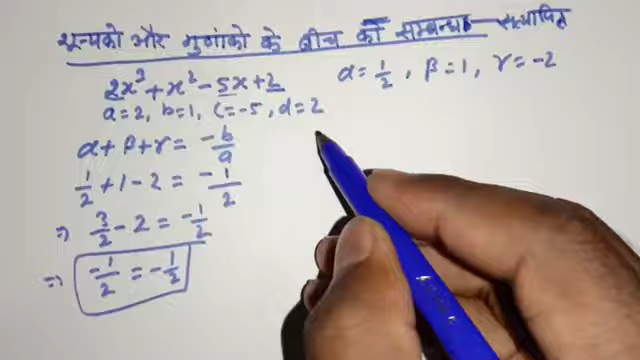 शून्यको और गुणांको के बीच की सम्बन्ध सत्यापित
2x³ + x² - 5x + 2
α = 1/2 , β = 1, γ = -2
a = 2, b = 1, c = -5, d = 2
α + β + γ = -b/a
1/2 + 1 - 2 = -1/2
⇒ 3/2 - 2 = -1/2
⇒ -1/2 = -1/2